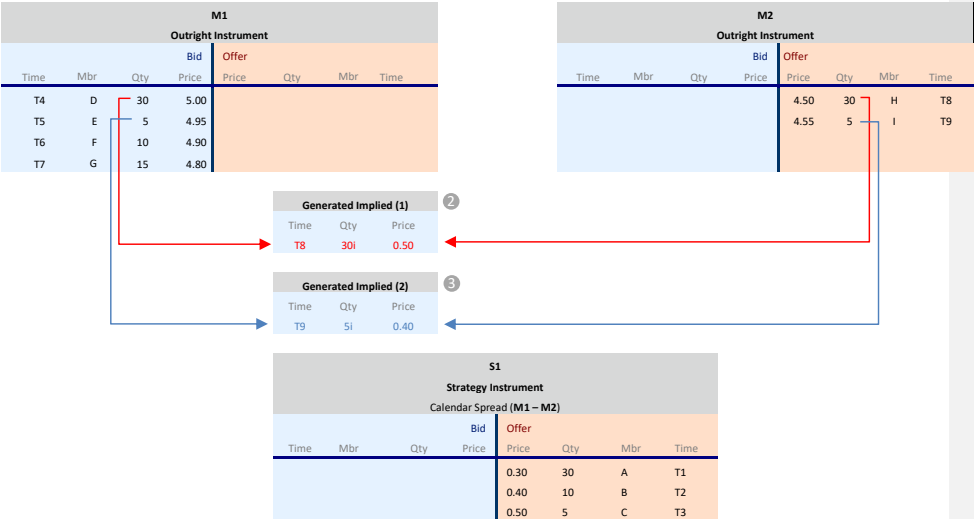 M1
Outright Instrument
Bid Offer
Time Mbr Qty Price Price Qty Mbr Time
T4 D 30 5.00
T5 E 5 4.95
T6 F 10 4.90
T7 G 15 4.80
M2
Outright Instrument
Bid Offer
Time Mbr Qty Price Price Qty Mbr Time
4.50 30 H T8
4.55 5 I T9
Generated Implied (1) 2
Time Qty Price
T8 30i 0.50
Generated Implied (2) 3
Time Qty Price
T9 5i 0.40
S1
Strategy Instrument
Calendar Spread (M1 – M2)
Bid Offer
Time Mbr Qty Price Price Qty Mbr Time
0.30 30 A T1
0.40 10 B T2
0.50 5 C T3